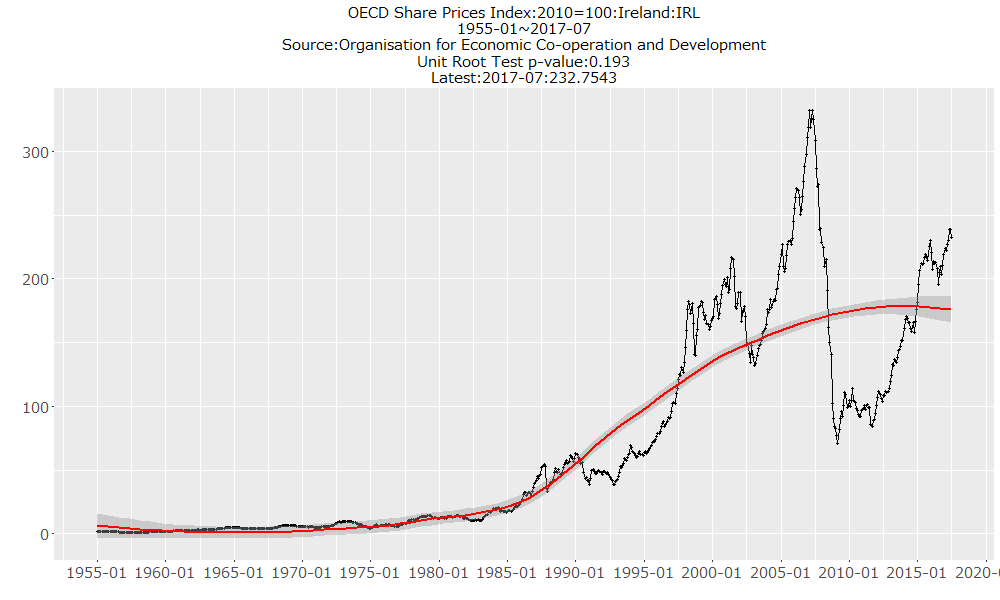 OECD Share Prices Index:2010=100:Ireland:IRL
1955-01~2017-07
Source:Organisation for Economic Co-operation and Development
Unit Root Test p-value:0.193
Latest:2017-07:232.7543
300
200
100
0
1955-01 1960-01 1965-01 1970-01 1975-01 1980-01 1985-01 1990-01 1995-01 2000-01 2005-01 2010-01 2015-01 2020-0